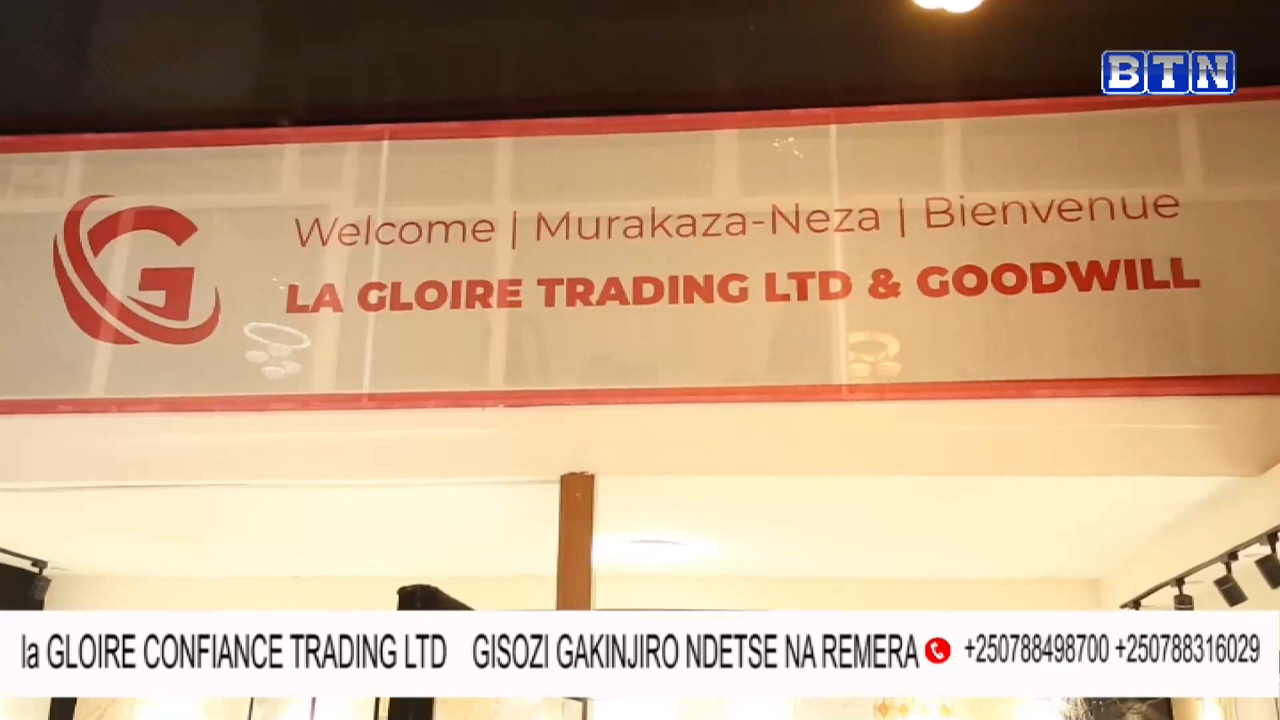 BTN
G
Welcome | Murakaza-Neza | Bienvenue
LA GLOIRE TRADING LTD & GOODWILL
la GLOIRE CONFIANCE TRADING LTD GISOZI GAKINJIRO NDETSE NA REMERA +250788498700 +250788316029